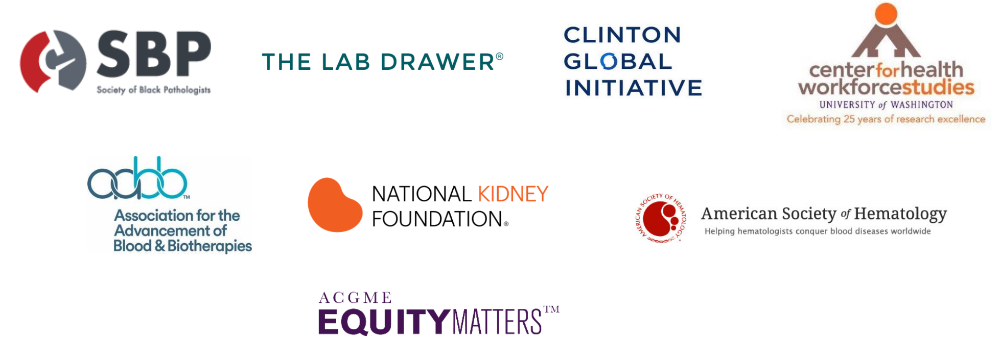 SBP
Society of Black Pathologists
THE LAB DRAWER®
CLINTON
GLOBAL
INITIATIVE
centerforhealth
workforcestudies
UNIVERSITY of WASHINGTON
Celebrating 25 years of research excellence
aabb™
Association for the
Advancement of
Blood & Biotherapies
NATIONAL KIDNEY
FOUNDATION®
AMERICAN SOCIETY OF HEMATOLOGY
American Society of Hematology
Helping hematologists conquer blood diseases worldwide
ACGME
EQUITYMATTERS™